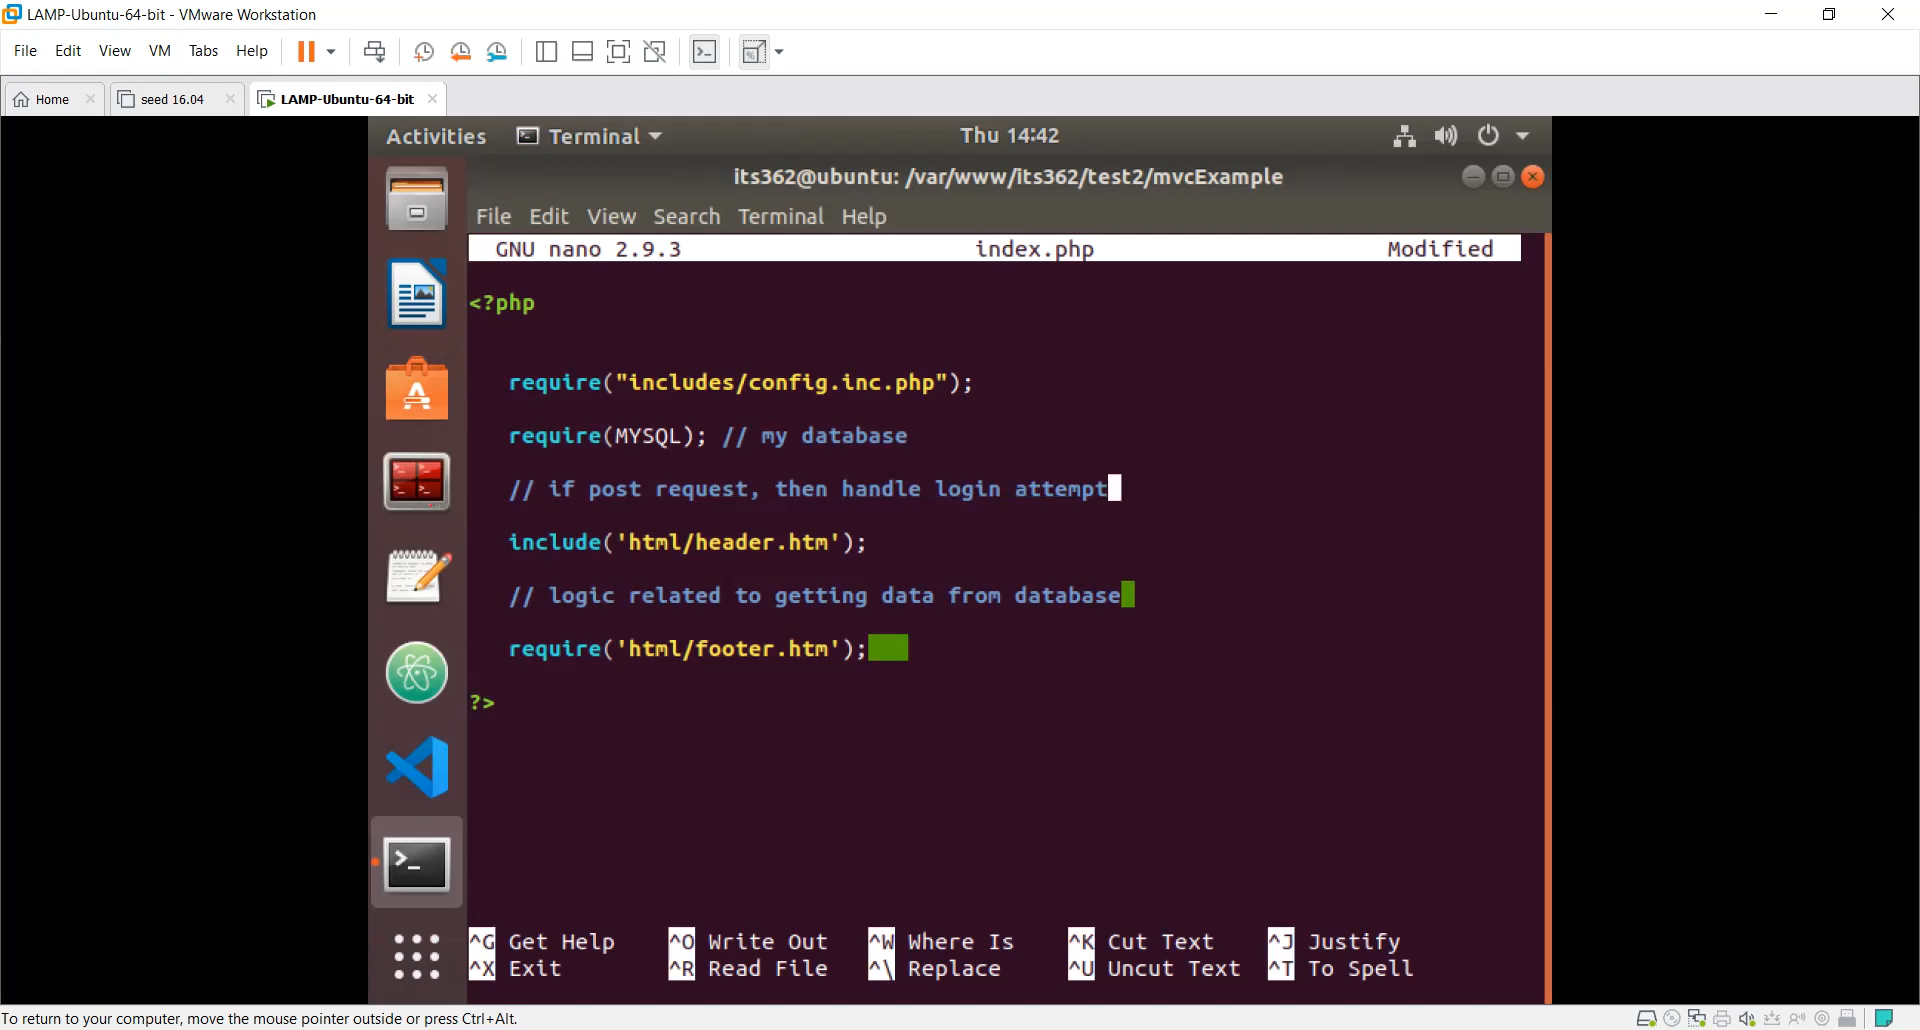 LAMP-Ubuntu-64-bit - VMware Workstation
File Edit View VM Tabs Help
Home seed 16.04 LAMP-Ubuntu-64-bit
Activities Terminal Thu 14:42
its362@ubuntu: /var/www/its362/test2/mvcExample
File Edit View Search Terminal Help
GNU nano 2.9.3 index.php Modified
<?php
require("includes/config.inc.php");
require(MYSQL); // my database
// if post request, then handle login attempt
include('html/header.htm');
// logic related to getting data from database
require('html/footer.htm');
?>
^G Get Help ^O Write Out ^W Where Is ^K Cut Text ^J Justify
^X Exit ^R Read File ^\ Replace ^U Uncut Text ^T To Spell
To return to your computer, move the mouse pointer outside or press Ctrl+Alt.